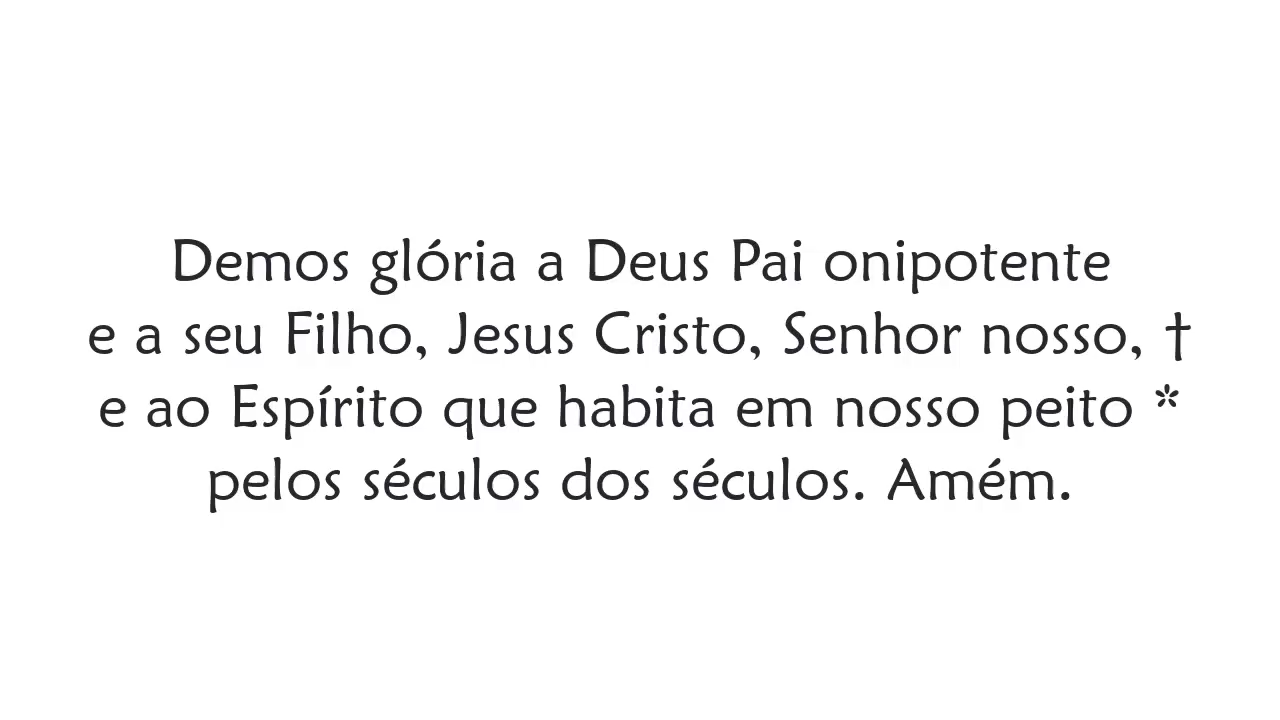 Demos glória a Deus Pai onipotente
e a seu Filho, Jesus Cristo, Senhor nosso, †
e ao Espírito que habita em nosso peito *
pelos séculos dos séculos. Amém.